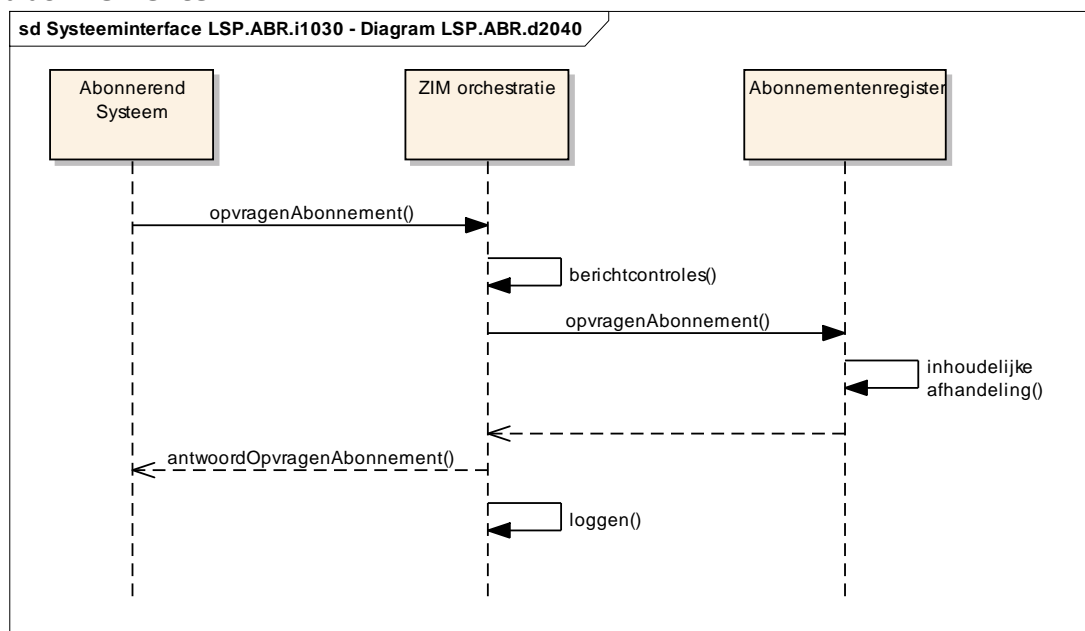 sd Systeeminterface LSP.ABR.i1030 - Diagram LSP.ABR.d2040
Abonnerend
Systeem
ZIM orchestratie
Abonnementenregister
opvragenAbonnement()
berichtcontroles()
opvragenAbonnement()
inhoudelijke
afhandeling()
antwoordOpvragenAbonnement()
loggen()